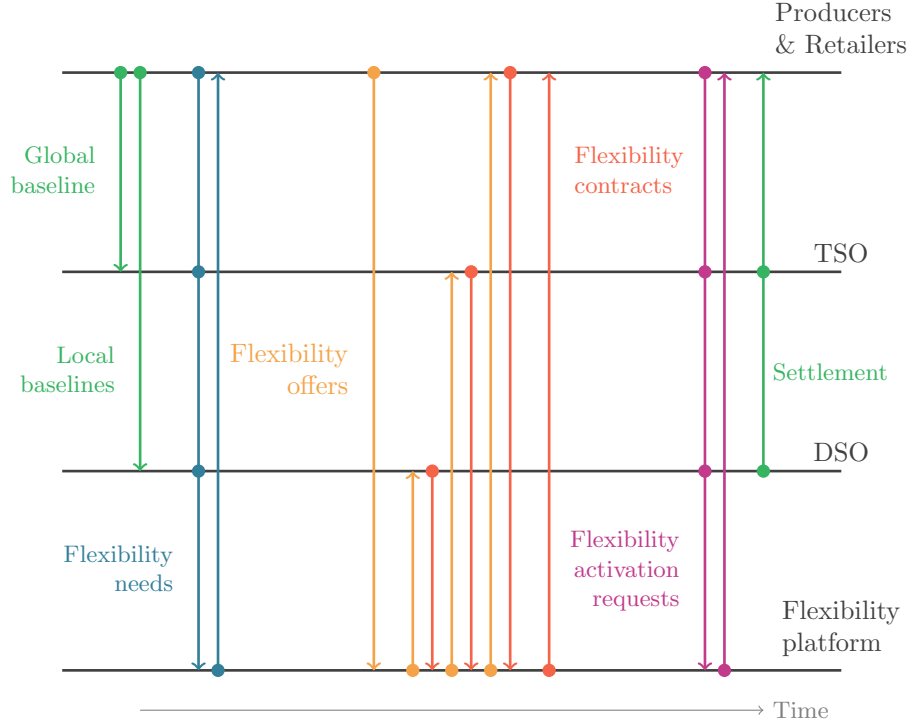 Producers
& Retailers
Global
baseline
Flexibility
contracts
TSO
Local
baselines
Flexibility
offers
Settlement
DSO
Flexibility
needs
Flexibility
activation
requests
Flexibility
platform
Time